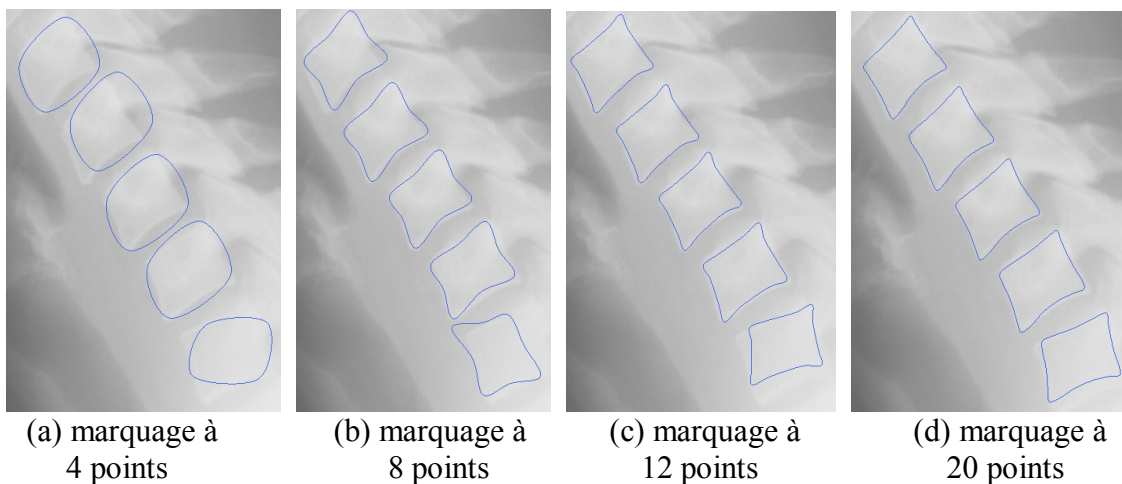 (a) marquage à
4 points
(b) marquage à
8 points
(c) marquage à
12 points
(d) marquage à
20 points